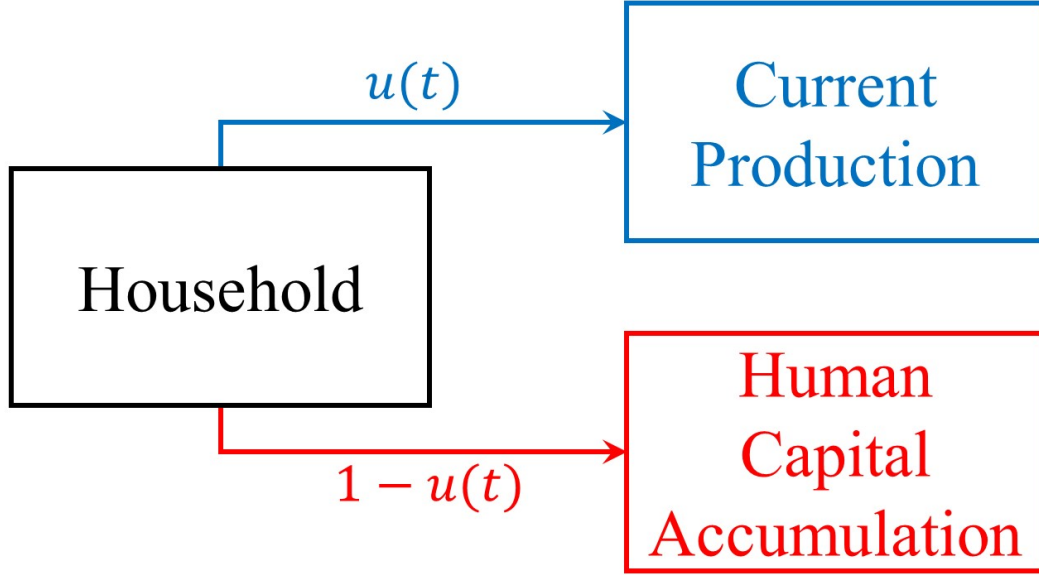 u(t)
Current
Production
Household
Human
Capital
Accumulation
1 − u(t)